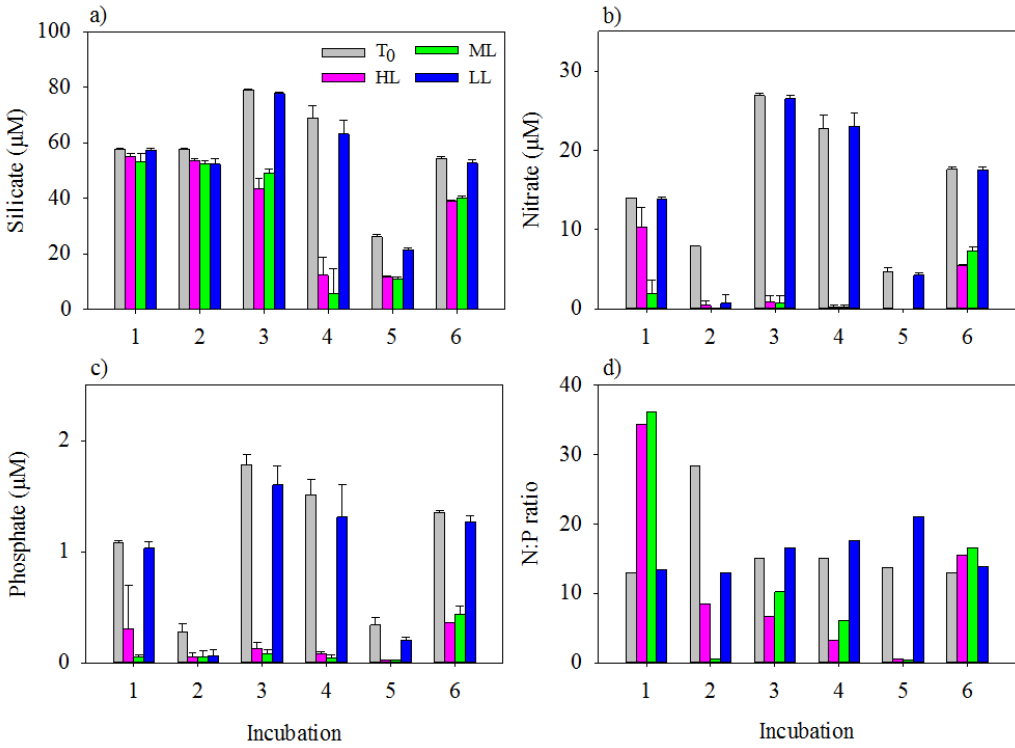 a)
Silicate (μM)
100
80
60
40
20
0
T0 ML
HL LL
1 2 3 4 5 6
b)
Nitrate (μM)
30
20
10
0
1 2 3 4 5 6
c)
Phosphate (μM)
2
1
0
1 2 3 4 5 6
Incubation
d)
N:P ratio
40
30
20
10
0
1 2 3 4 5 6
Incubation